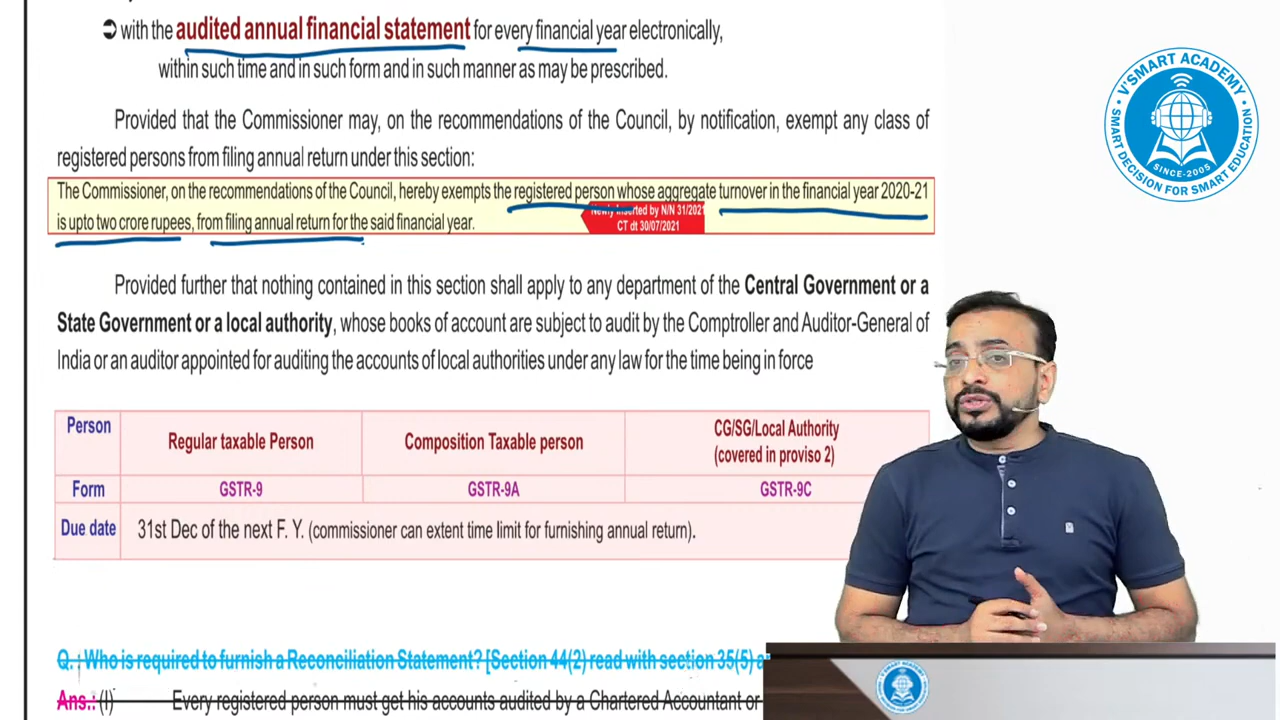 ➲ with the audited annual financial statement for every financial year electronically,
within such time and in such form and in such manner as may be prescribed.
Provided that the Commissioner may, on the recommendations of the Council, by notification, exempt any class of
registered persons from filing annual return under this section:
The Commissioner, on the recommendations of the Council, hereby exempts the registered person whose aggregate turnover in the financial year 2020-21
is upto two crore rupees, from filing annual return for the said financial year.
Newly Inserted by N/N 31/2021
CT dt 30/07/2021
Provided further that nothing contained in this section shall apply to any department of the Central Government or a
State Government or a local authority, whose books of account are subject to audit by the Comptroller and Auditor-General of
India or an auditor appointed for auditing the accounts of local authorities under any law for the time being in force
Person
Regular taxable Person
Composition Taxable person
CG/SG/Local Authority
(covered in proviso 2)
Form
GSTR-9
GSTR-9A
GSTR-9C
Due date
31st Dec of the next F. Y. (commissioner can extent time limit for furnishing annual return).
Q. : Who is required to furnish a Reconciliation Statement? [Section 44(2) read with section 35(5)
Ans.: (I) Every registered person must get his accounts audited by a Chartered Accountant or
V'SMART ACADEMY
SINCE-2005
SMART DECISION FOR SMART EDUCATION